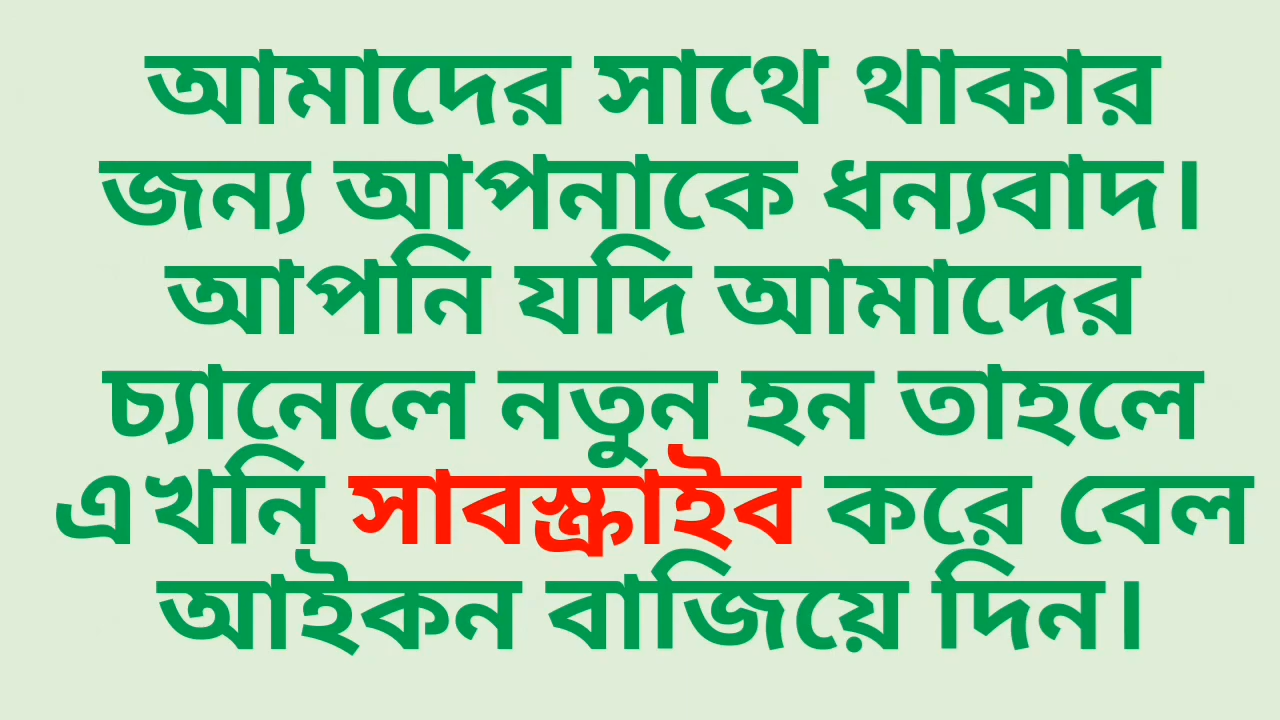 আমাদের সাথে থাকার
জন্য আপনাকে ধন্যবাদ।
আপনি যদি আমাদের
চ্যানেলে নতুন হন তাহলে
এখনি সাবস্ক্রাইব করে বেল
আইকন বাজিয়ে দিন।